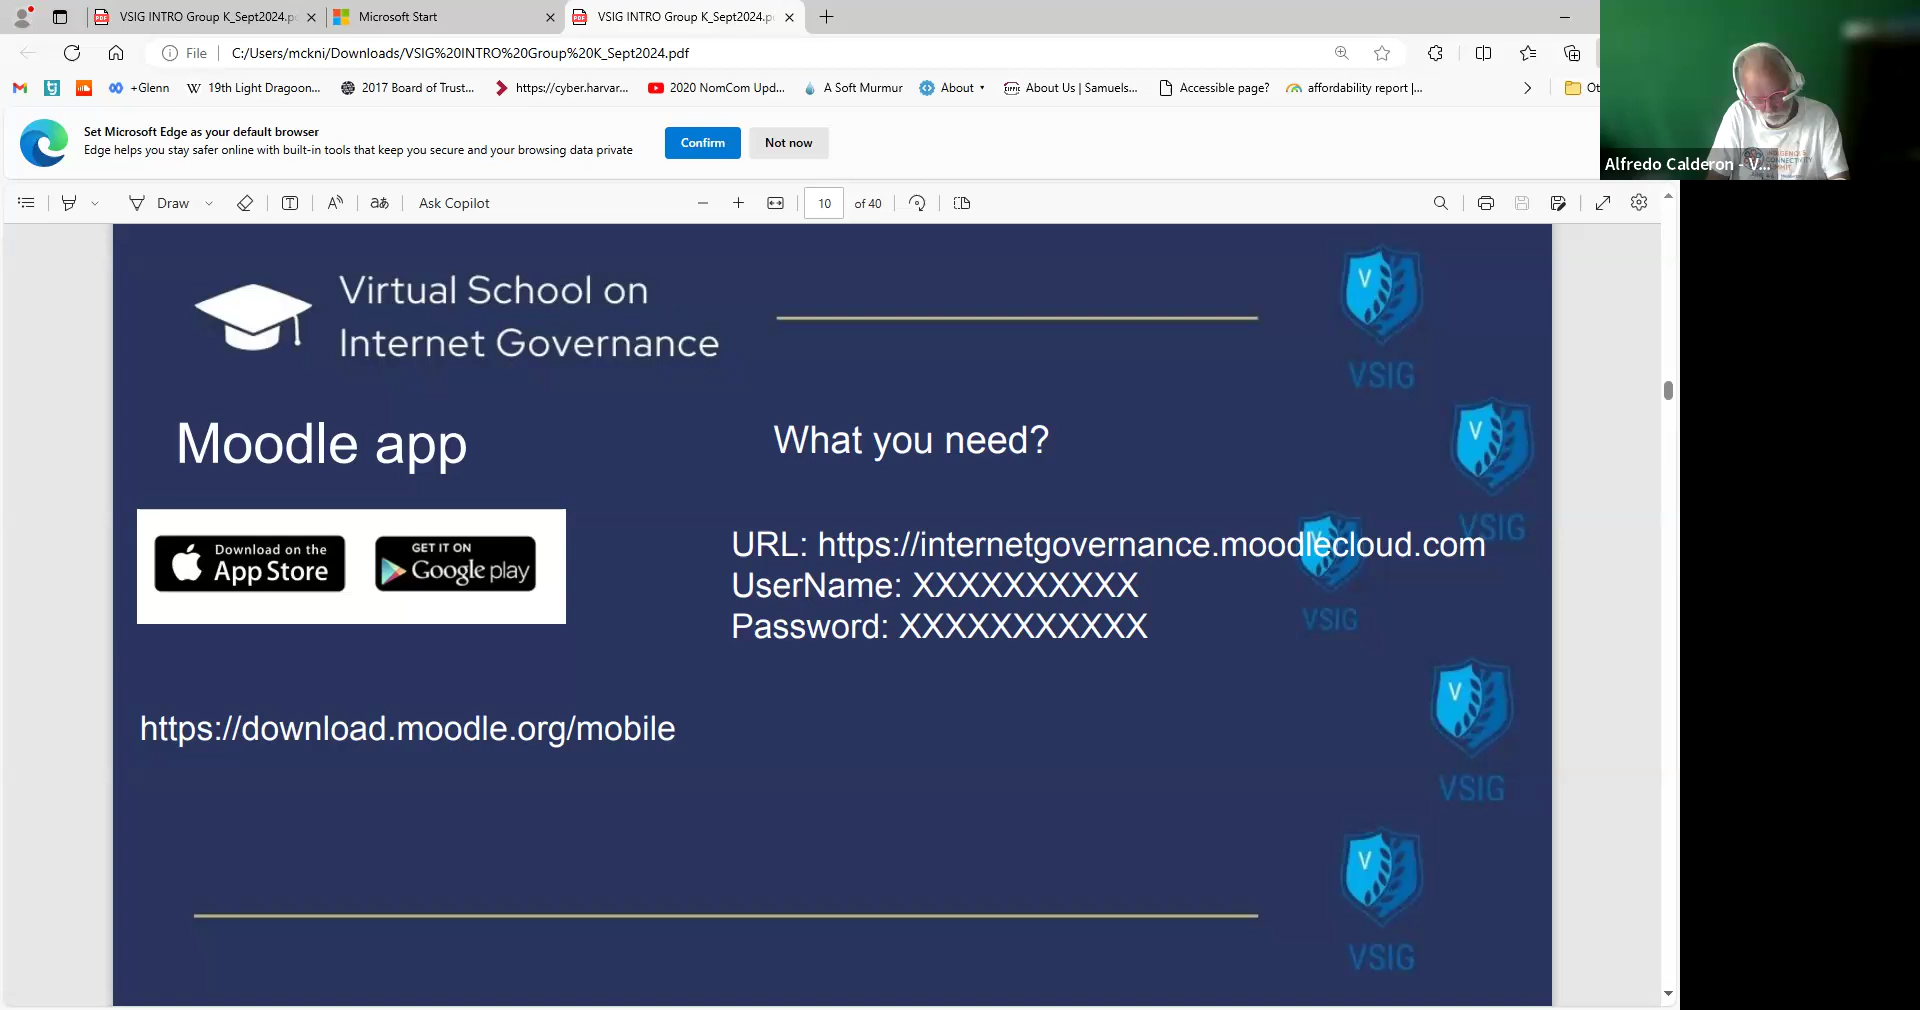 VSIG INTRO Group K_Sept2024.p
Microsoft Start
VSIG INTRO Group K_Sept2024.p
File
C:/Users/mckni/Downloads/VSIG%20INTRO%20Group%20K_Sept2024.pdf
+Glenn
19th Light Dragoon...
2017 Board of Trust...
https://cyber.harvar...
2020 NomCom Upd...
A Soft Murmur
About
About Us | Samuels...
Accessible page?
affordability report |...
Ot
Set Microsoft Edge as your default browser
Edge helps you stay safer online with built-in tools that keep you secure and your browsing data private
Confirm
Not now
Alfredo Calderon - V...
Draw
Ask Copilot
10 of 40
Virtual School on
Internet Governance
V
VSIG
Moodle app
What you need?
V
VSIG
Download on the
App Store
GET IT ON
Google play
URL: https://internetgovernance.moodlecloud.com
UserName: XXXXXXXXXX
Password: XXXXXXXXXXX
V
VSIG
https://download.moodle.org/mobile
V
VSIG
V
VSIG